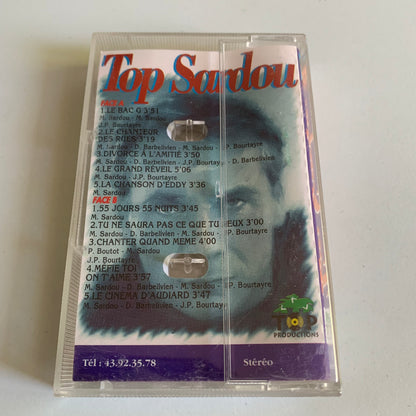 Top Sardou
FACE A
1.LE BAC G 3'51
M. Sardou - M. Sardou
J.P. Bourtayre
2.LE CHANTEUR
DES RUES 3'19
M. Sardou - D. Barbelivien - M. Sardou - P. Bourtayre
3.DIVORCE A L'AMITIÉ 3'50
M. Sardou - D. Barbelivien - J.P. Bourtayre - D. Barbelivien
4.LE GRAND REVEIL 5'06
M. Sardou - J.P. Bourtayre
5.LA CHANSON D'EDDY 3'36
M. Sardou
FACE B
1.55 JOURS 55 NUITS 3'45
M. Sardou
2.TU NE SAURA PAS CE QUE TU VEUX 3'00
M. Sardou - D. Barbelivien - M. Sardou - J.P. Bourtayre
3.CHANTER QUAND MEME 4'00
P. Boutot - M. Sardou
J.P. Bourtayre
4.MÉFIE TOI
ON T'AIME 3'57
M. Sardou - D. Barbelivien - M. Sardou - J.P. Bourtayre
5.LE CINEMA D'AUDIARD 3'47
M. Sardou - D. Barbelivien - J.P. Bourtayre
TOP
PRODUCTIONS
Tél : 43.92.35.78
Stéréo